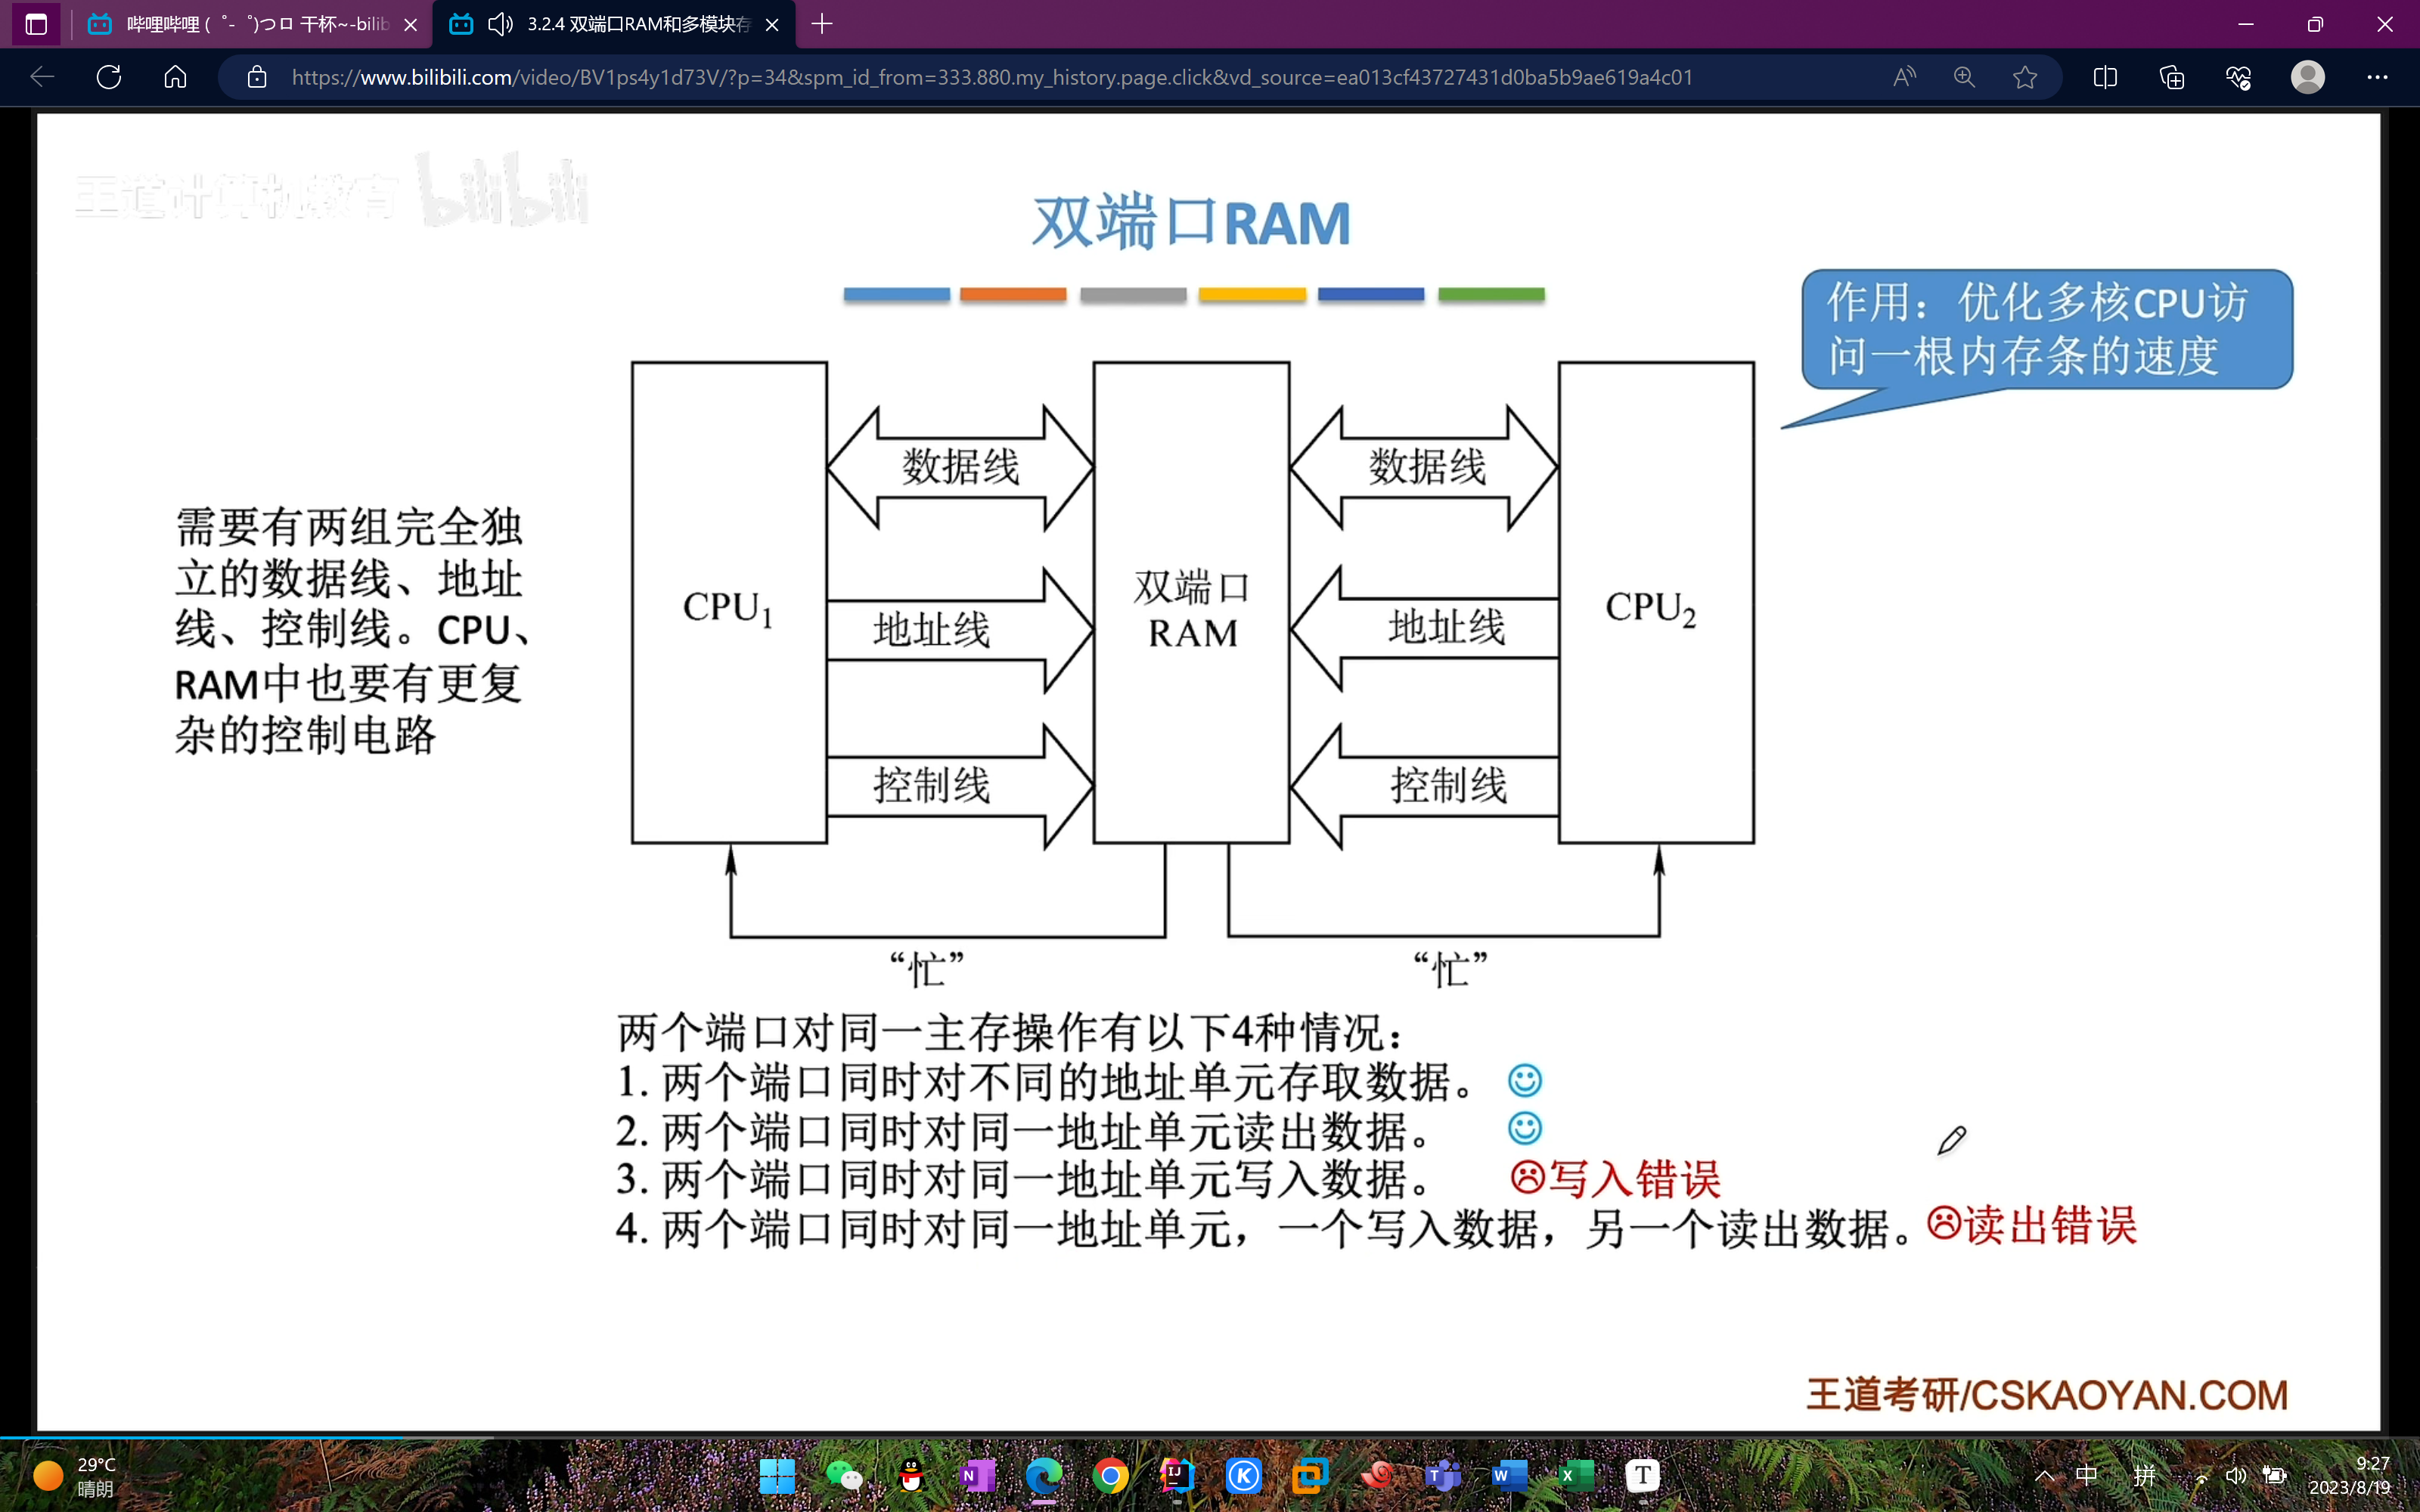 哔哩哔哩 (゜-゜)つロ 干杯~-bilib
3.2.4 双端口RAM和多模块存
https://www.bilibili.com/video/BV1ps4y1d73V/?p=34&spm_id_from=333.880.my_history.page.click&vd_source=ea013cf43727431d0ba5b9ae619a4c01
王道计算机教育 bilibili
双端口RAM
作用：优化多核CPU访
问一根内存条的速度
需要有两组完全独
立的数据线、地址
线、控制线。CPU、
RAM中也要有更复
杂的控制电路
CPU1
数据线
地址线
控制线
双端口
RAM
数据线
地址线
控制线
CPU2
“忙”
“忙”
两个端口对同一主存操作有以下4种情况：
1. 两个端口同时对不同的地址单元存取数据。
2. 两个端口同时对同一地址单元读出数据。
3. 两个端口同时对同一地址单元写入数据。 写入错误
4. 两个端口同时对同一地址单元，一个写入数据，另一个读出数据。 读出错误
王道考研/CSKAOYAN.COM
29°C
晴朗
中 拼
9:27
2023/8/19